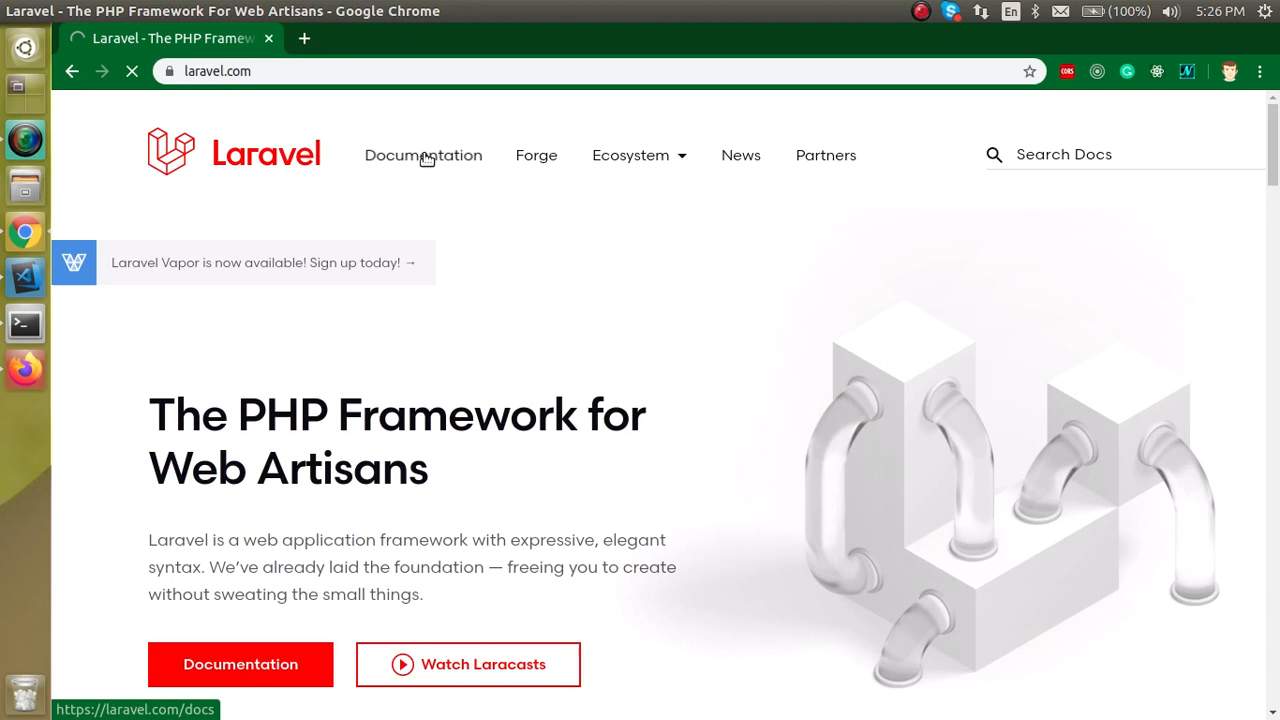 Laravel - The PHP Framework For Web Artisans - Google Chrome
En
(100%)
5:26 PM
Laravel - The PHP Framew
laravel.com
CORS
Laravel
Documentation
Forge
Ecosystem
News
Partners
Search Docs
Laravel Vapor is now available! Sign up today! →
The PHP Framework for
Web Artisans
Laravel is a web application framework with expressive, elegant
syntax. We’ve already laid the foundation — freeing you to create
without sweating the small things.
Documentation
Watch Laracasts
https://laravel.com/docs